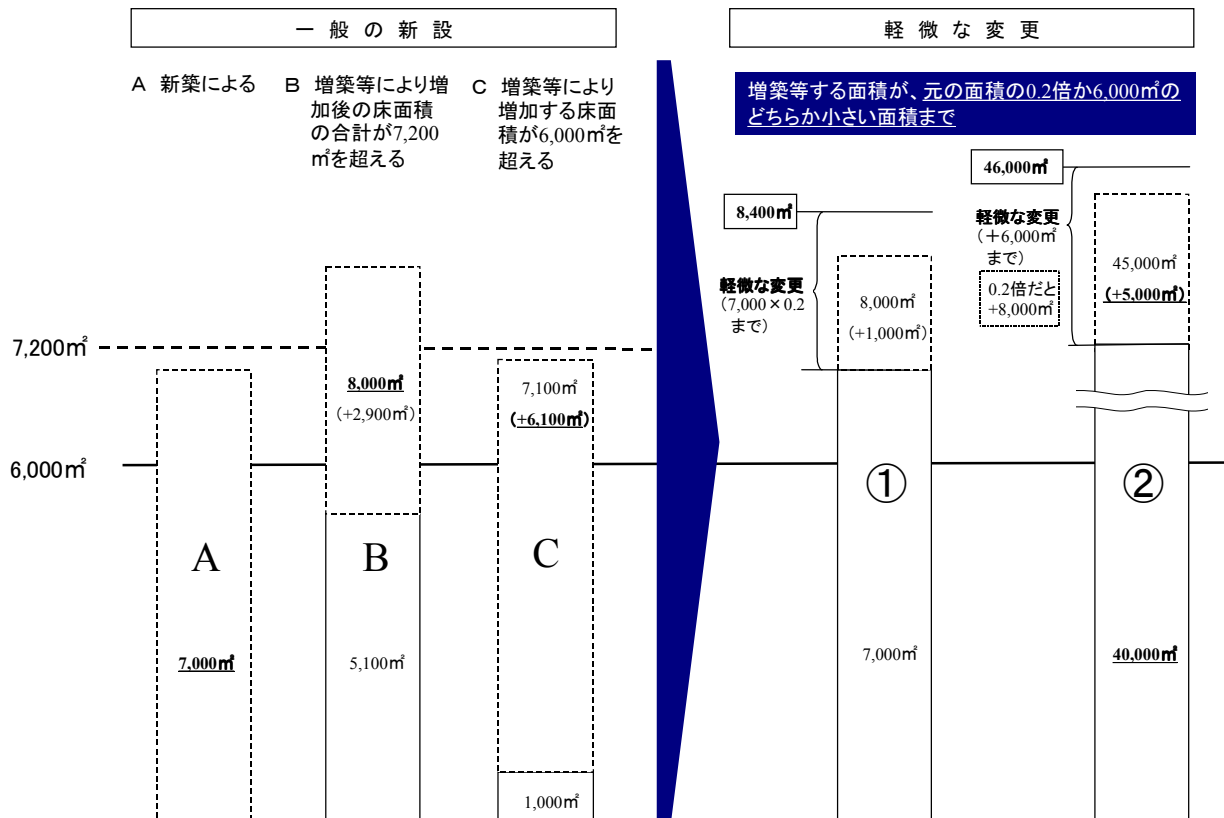 一般の新設
軽微な変更
A 新築による
B 増築等により増
加後の床面積
の合計が7,200
㎡を超える
C 増築等により
増加する床面
積が6,000㎡を
超える
増築等する面積が、元の面積の0.2倍か6,000㎡の
どちらか小さい面積まで
46,000㎡
8,400㎡
軽微な変更
(+6,000㎡
まで)
0.2倍だと
+8,000㎡
45,000㎡
(+5,000㎡)
軽微な変更
(7,000×0.2
まで)
8,000㎡
(+1,000㎡)
7,200㎡
8,000㎡
(+2,900㎡)
7,100㎡
(+6,100㎡)
6,000㎡
①
②
A
B
C
7,000㎡
5,100㎡
7,000㎡
40,000㎡
1,000㎡